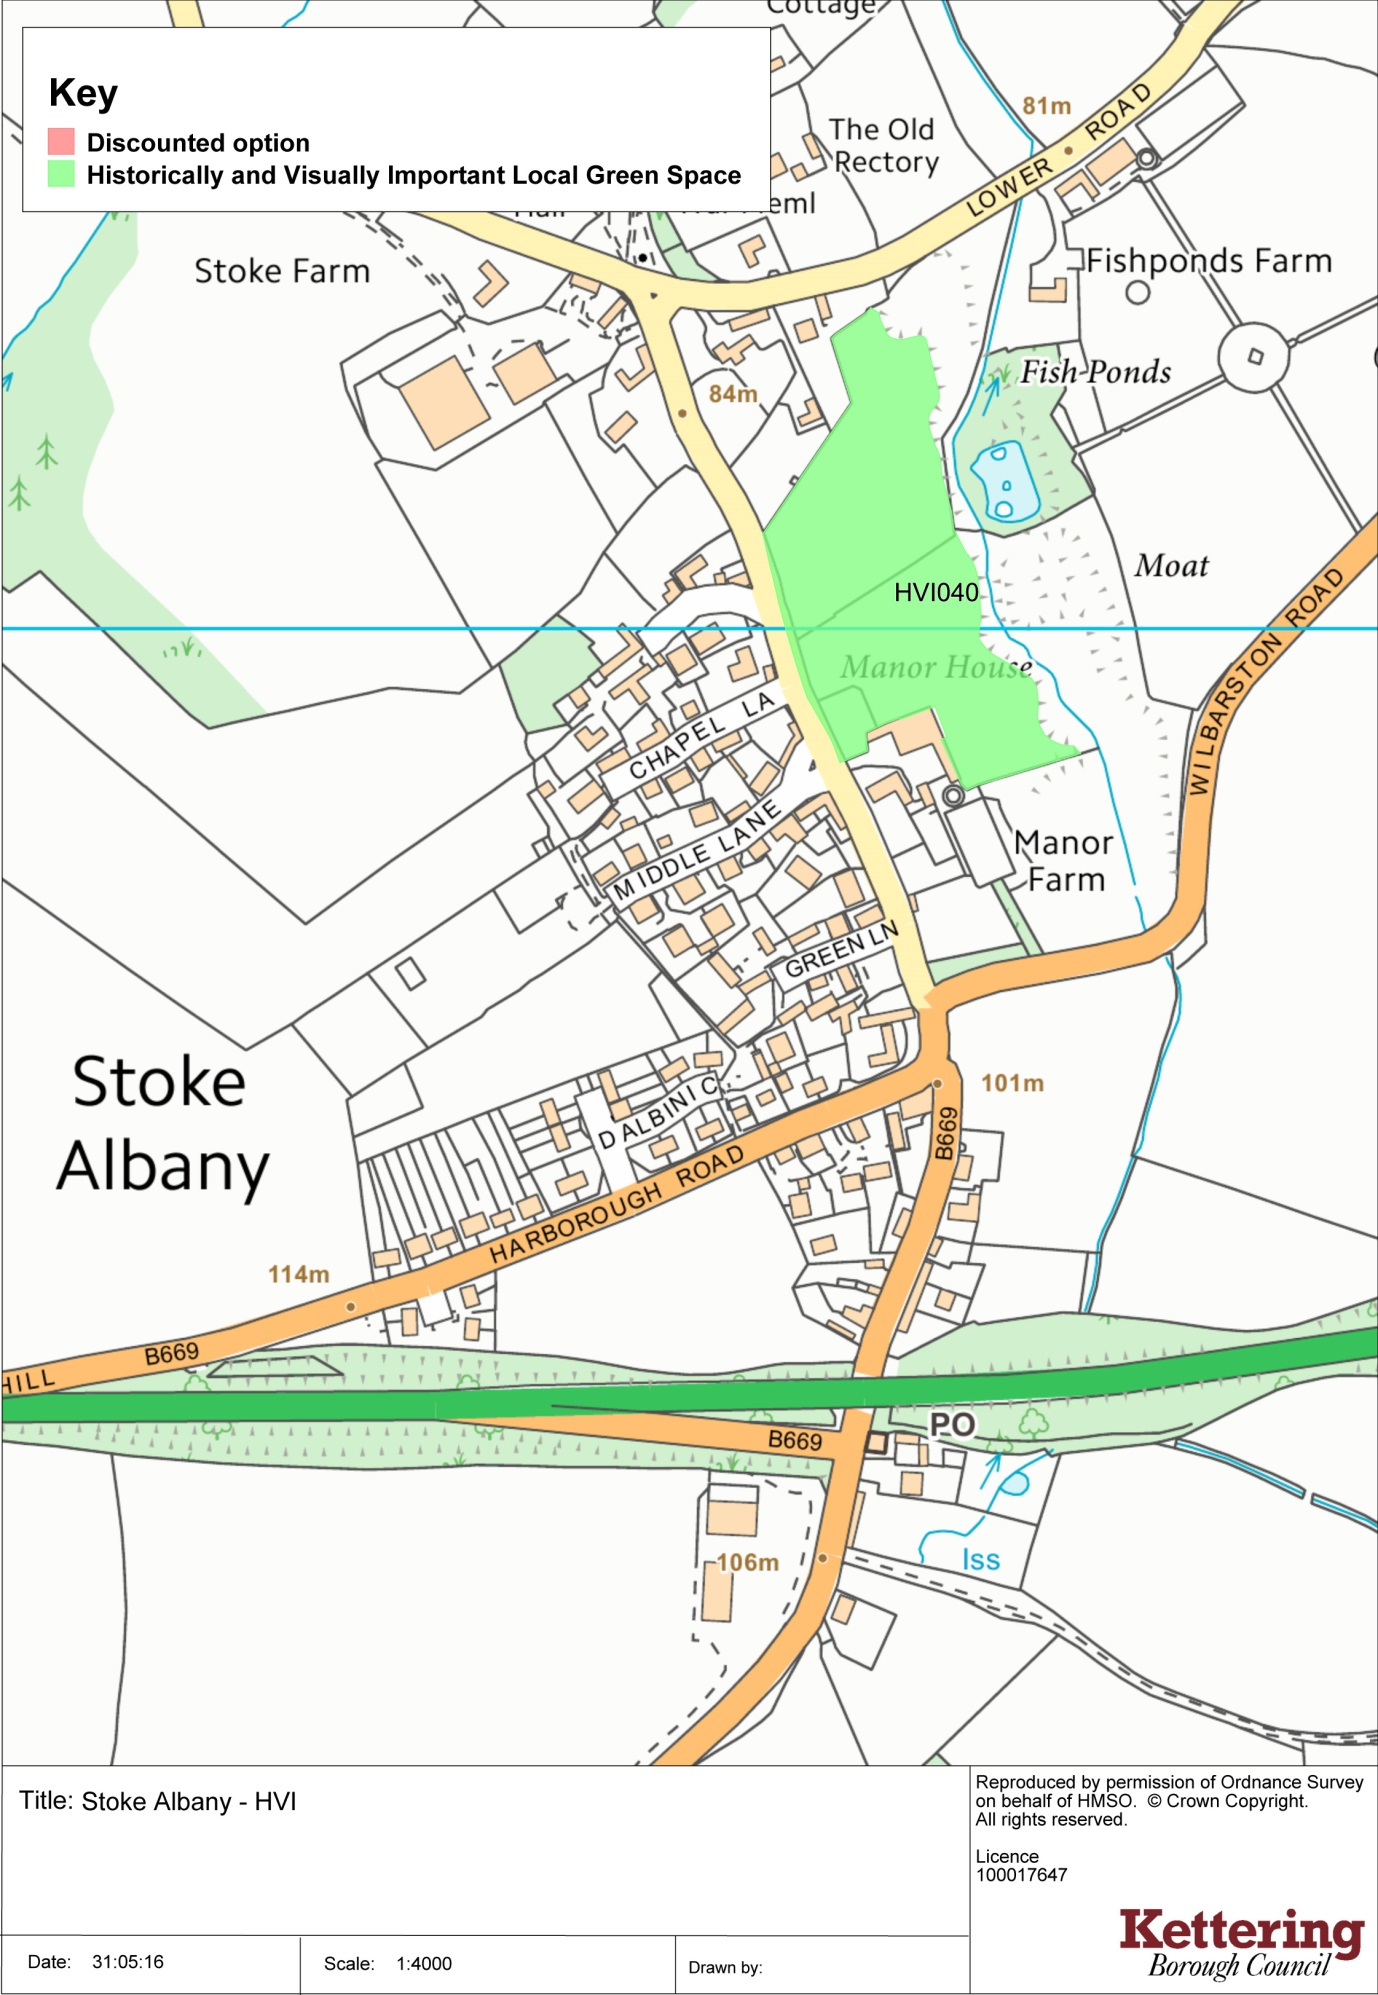 Cottage
Key
Discounted option
Historically and Visually Important Local Green Space
81m
The Old
Rectory
LOWER ROAD
Stoke Farm
Fishponds Farm
Fish Ponds
84m
Moat
HVI040
Manor House
WILBARSTON ROAD
CHAPEL LA
MIDDLE LANE
Manor
Farm
GREEN LN
Stoke
Albany
101m
DALBINI C
B669
HARBOROUGH ROAD
114m
B669
HILL
PO
B669
106m
Iss
Title: Stoke Albany - HVI
Reproduced by permission of Ordnance Survey
on behalf of HMSO. © Crown Copyright.
All rights reserved.
Licence
100017647
Kettering
Borough Council
Date: 31:05:16
Scale: 1:4000
Drawn by: